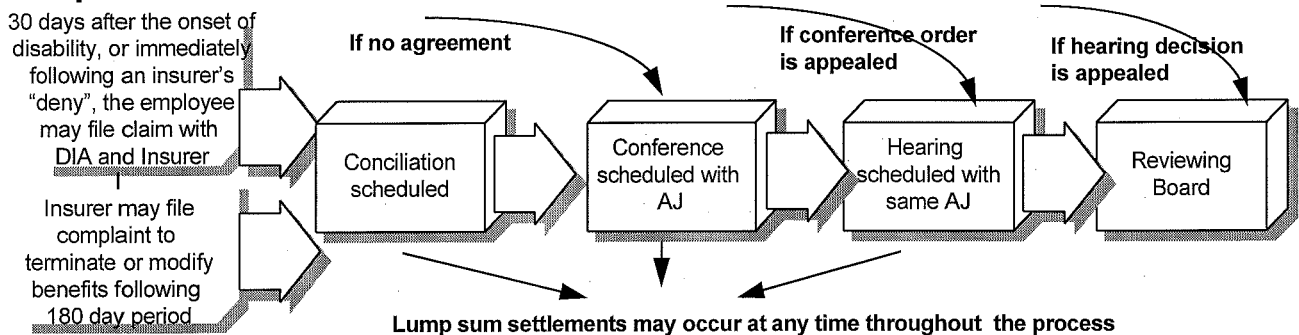 30 days after the onset of
disability, or immediately
following an insurer's
“deny”, the employee
may file claim with
DIA and Insurer
Insurer may file
complaint to
terminate or modify
benefits following
180 day period
If no agreement
If conference order
is appealed
If hearing decision
is appealed
Conciliation
scheduled
Conference
scheduled with
AJ
Hearing
scheduled with
same AJ
Reviewing
Board
Lump sum settlements may occur at any time throughout the process